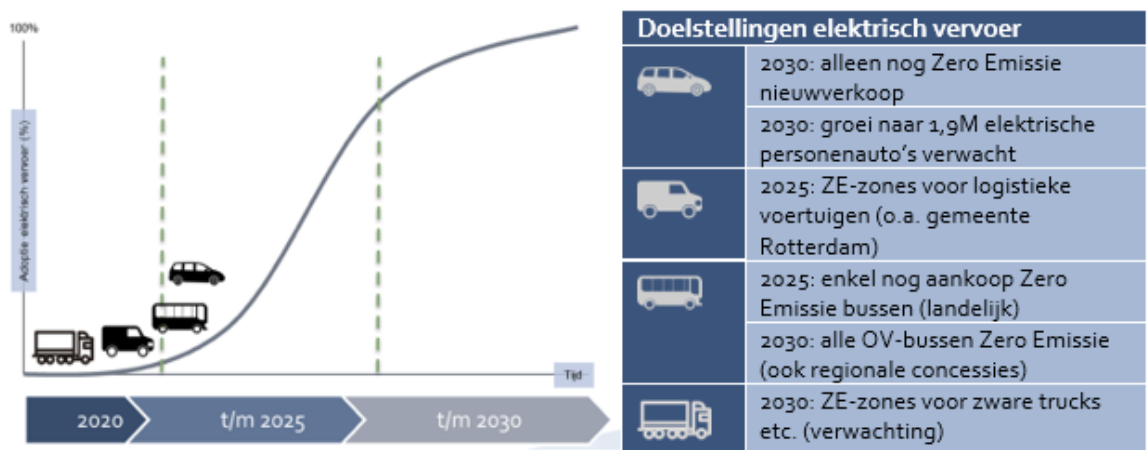 100%
Adoptie elektrisch vervoer (%)
Tijd
2020
t/m 2025
t/m 2030
Doelstellingen elektrisch vervoer
2030: alleen nog Zero Emissie
nieuwverkoop
2030: groei naar 1,9M elektrische
personenauto's verwacht
2025: ZE-zones voor logistieke
voertuigen (o.a. gemeente
Rotterdam)
2025: enkel nog aankoop Zero
Emissie bussen (landelijk)
2030: alle OV-bussen Zero Emissie
(ook regionale concessies)
2030: ZE-zones voor zware trucks
etc. (verwachting)